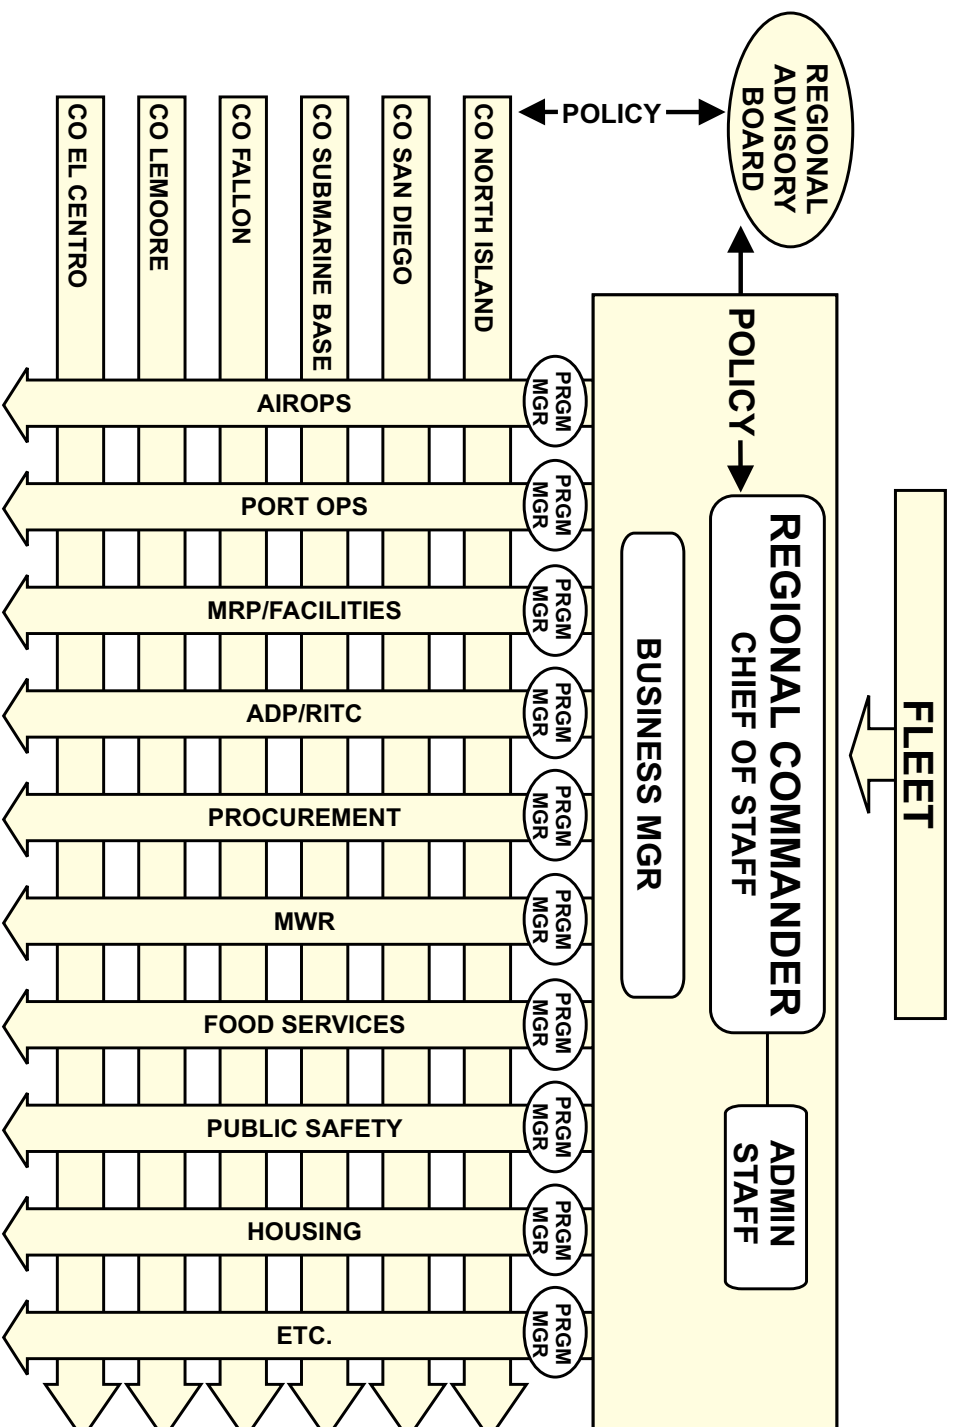 FLEET
REGIONAL
ADVISORY
BOARD
POLICY
POLICY
REGIONAL COMMANDER
CHIEF OF STAFF
ADMIN
STAFF
BUSINESS MGR
PRGM
MGR
PRGM
MGR
PRGM
MGR
PRGM
MGR
PRGM
MGR
PRGM
MGR
PRGM
MGR
PRGM
MGR
PRGM
MGR
PRGM
MGR
CO NORTH ISLAND
CO SAN DIEGO
CO SUBMARINE BASE
CO FALLON
CO LEMOORE
CO EL CENTRO
AIROPS
PORT OPS
MRP/FACILITIES
ADP/RITC
PROCUREMENT
MWR
FOOD SERVICES
PUBLIC SAFETY
HOUSING
ETC.